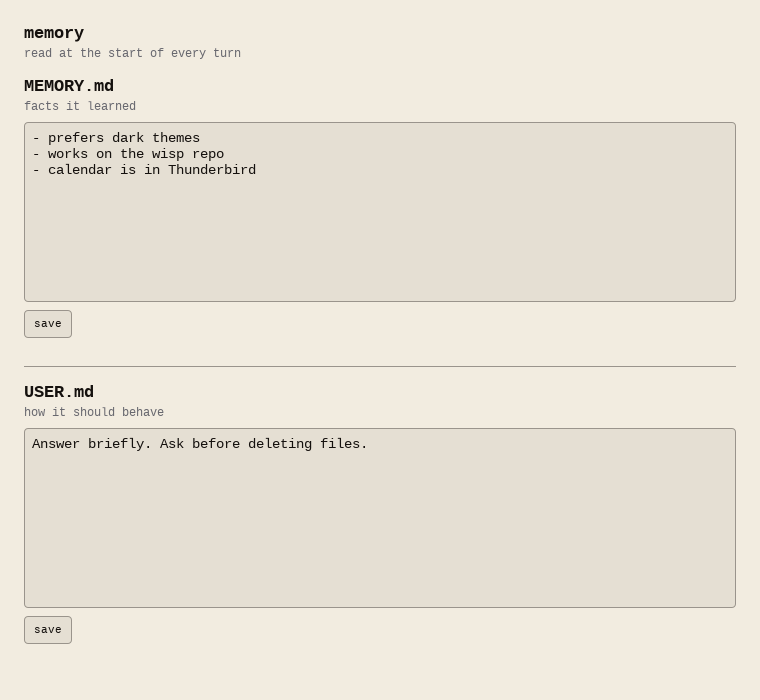 memory
read at the start of every turn
MEMORY.md
facts it learned
- prefers dark themes
- works on the wisp repo
- calendar is in Thunderbird
save
USER.md
how it should behave
Answer briefly. Ask before deleting files.
save